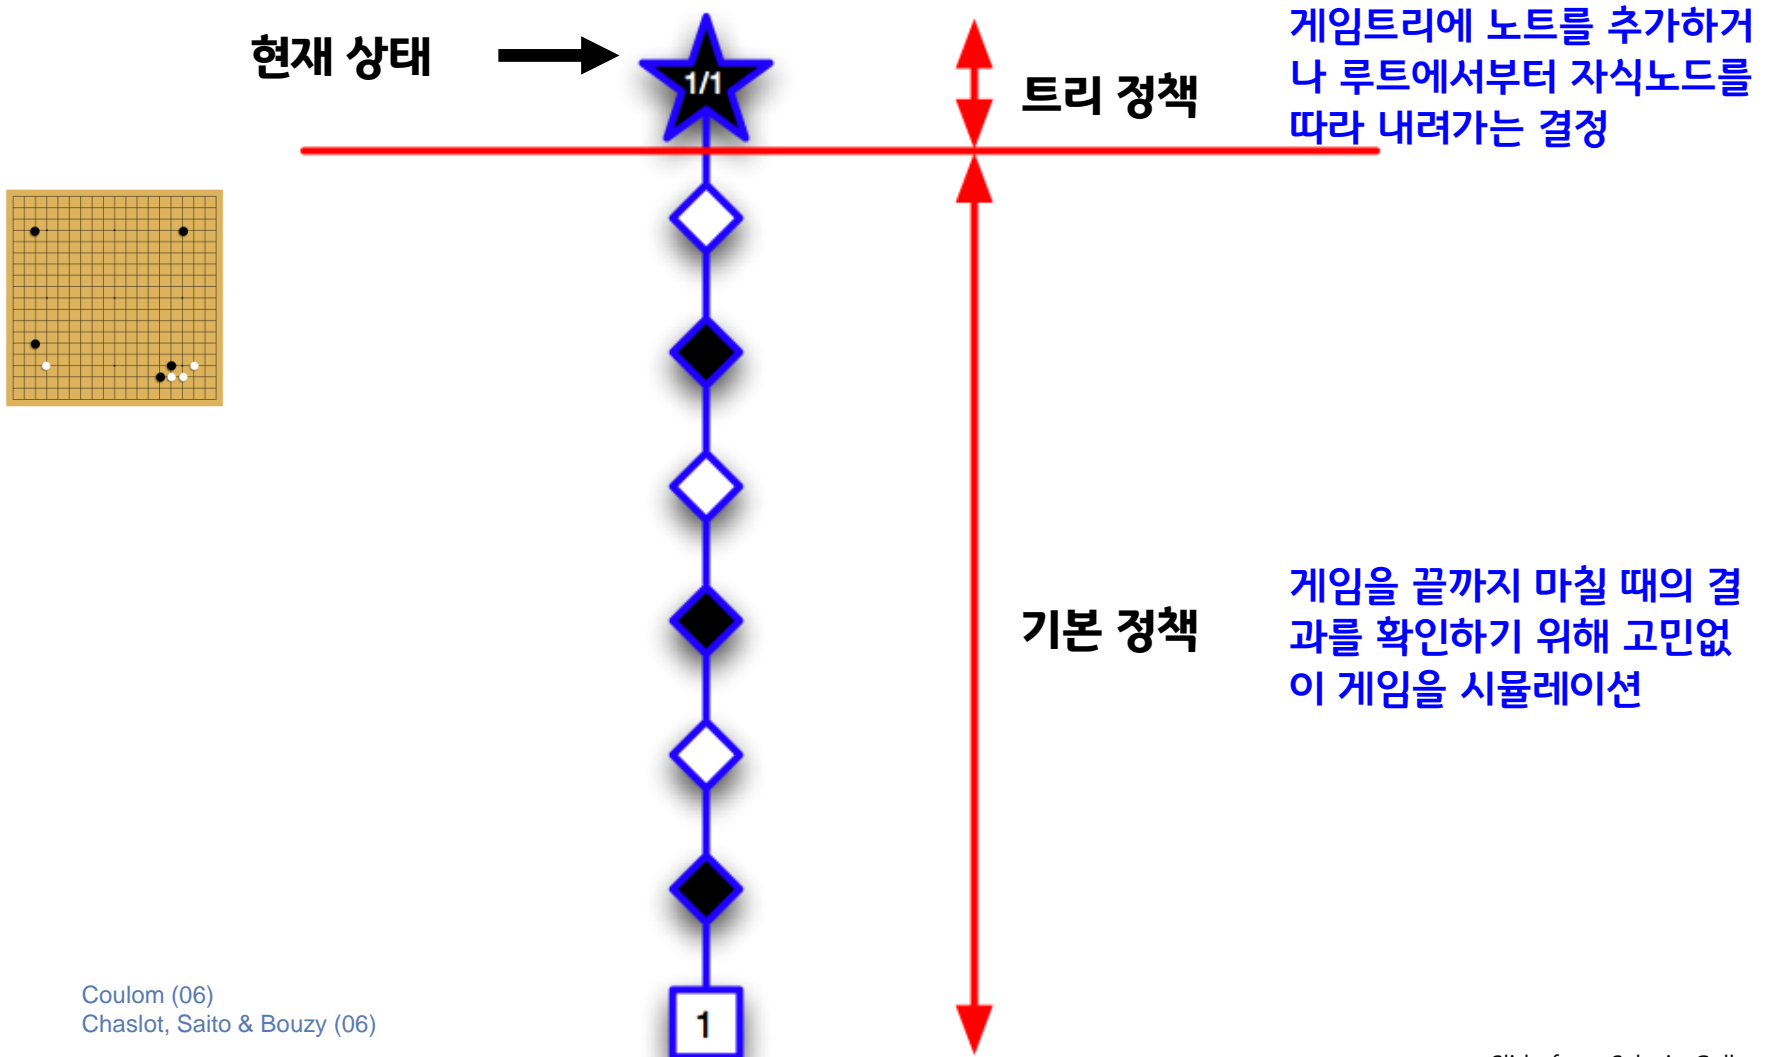 현재 상태
1/1
트리 정책
게임트리에 노트를 추가하거
나 루트에서부터 자식노드를
따라 내려가는 결정
기본 정책
게임을 끝까지 마칠 때의 결
과를 확인하기 위해 고민없
이 게임을 시뮬레이션
1
Coulom (06)
Chaslot, Saito & Bouzy (06)